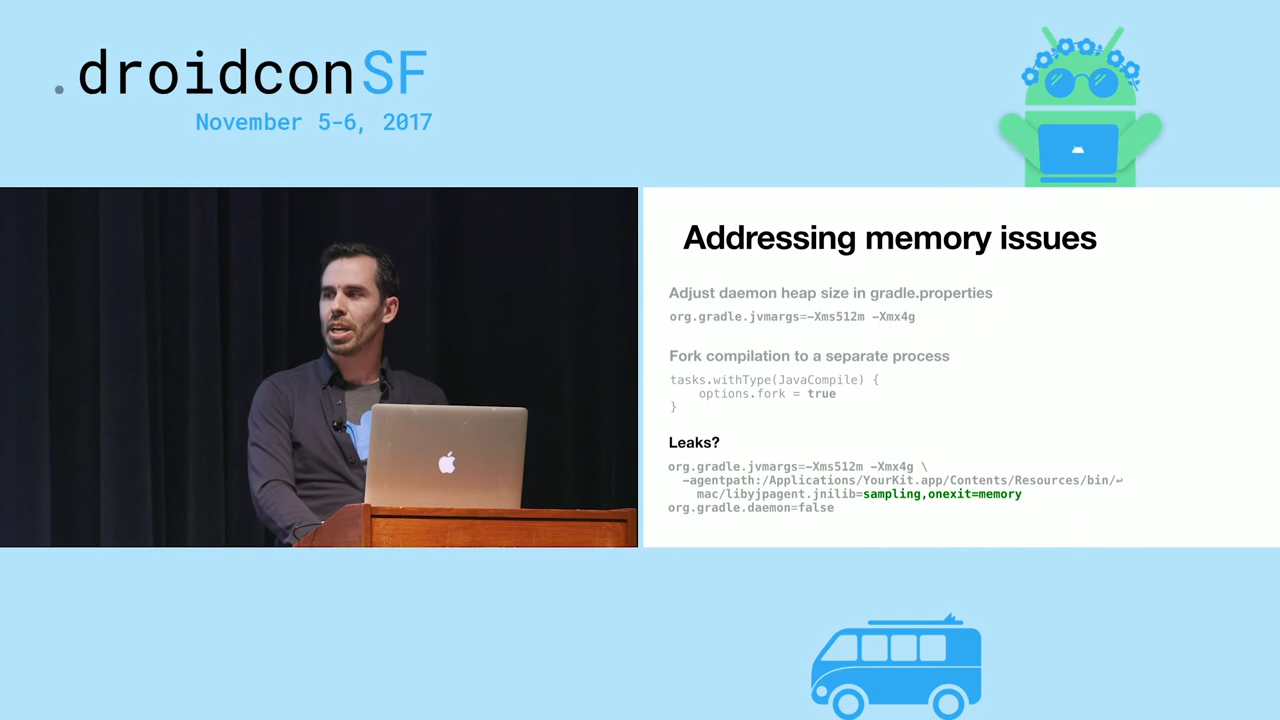 .droidconSF
November 5-6, 2017
Addressing memory issues
Adjust daemon heap size in gradle.properties
org.gradle.jvmargs=-Xms512m -Xmx4g
Fork compilation to a separate process
tasks.withType(JavaCompile) {
    options.fork = true
}
Leaks?
org.gradle.jvmargs=-Xms512m -Xmx4g \
  -agentpath:/Applications/YourKit.app/Contents/Resources/bin/↩
    mac/libyjpagent.jnilib=sampling,onexit=memory
org.gradle.daemon=false